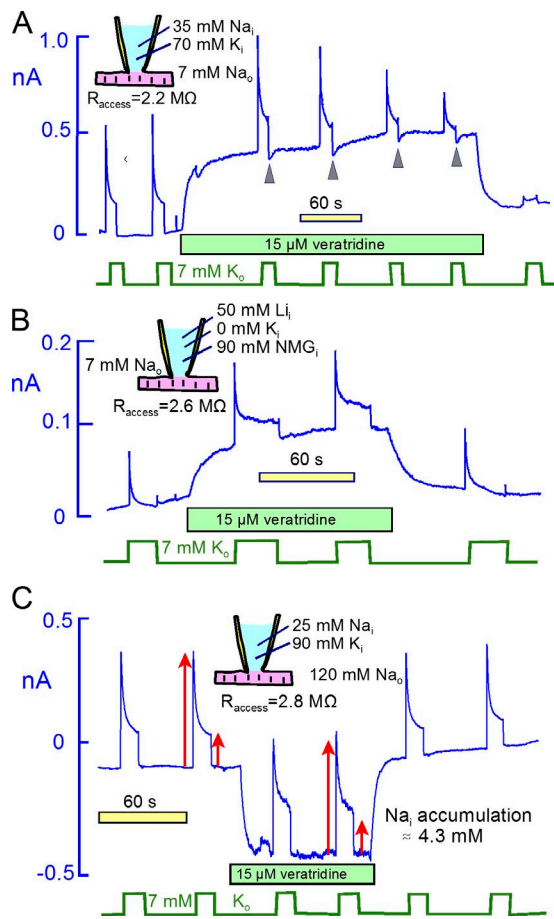 A
1.0
nA
0.5
0
35 mM Naᵢ
70 mM Kᵢ
7 mM Naₒ
Rₐccess=2.2 MΩ
60 s
15 µM veratridine
7 mM Kₒ
B
0.2
nA
0.1
0
50 mM Liᵢ
0 mM Kᵢ
90 mM NMGᵢ
7 mM Naₒ
Raccess=2.6 MΩ
60 s
15 µM veratridine
7 mM Kₒ
C
0.5
nA
0
-0.5
25 mM Naᵢ
90 mM Kᵢ
120 mM Naₒ
Raccess=2.8 MΩ
60 s
Naᵢ accumulation
≈ 4.3 mM
15µM veratridine
7 mM Kₒ